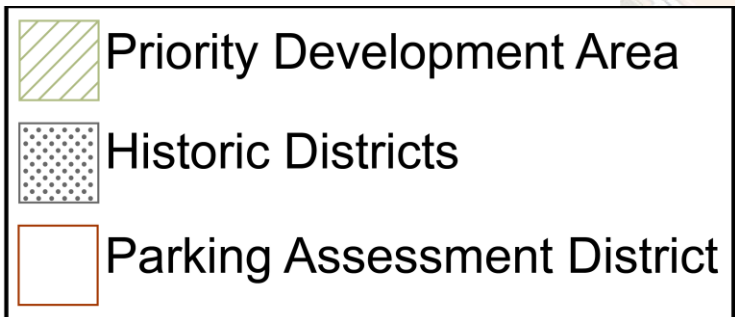 Priority Development Area
Historic Districts
Parking Assessment District